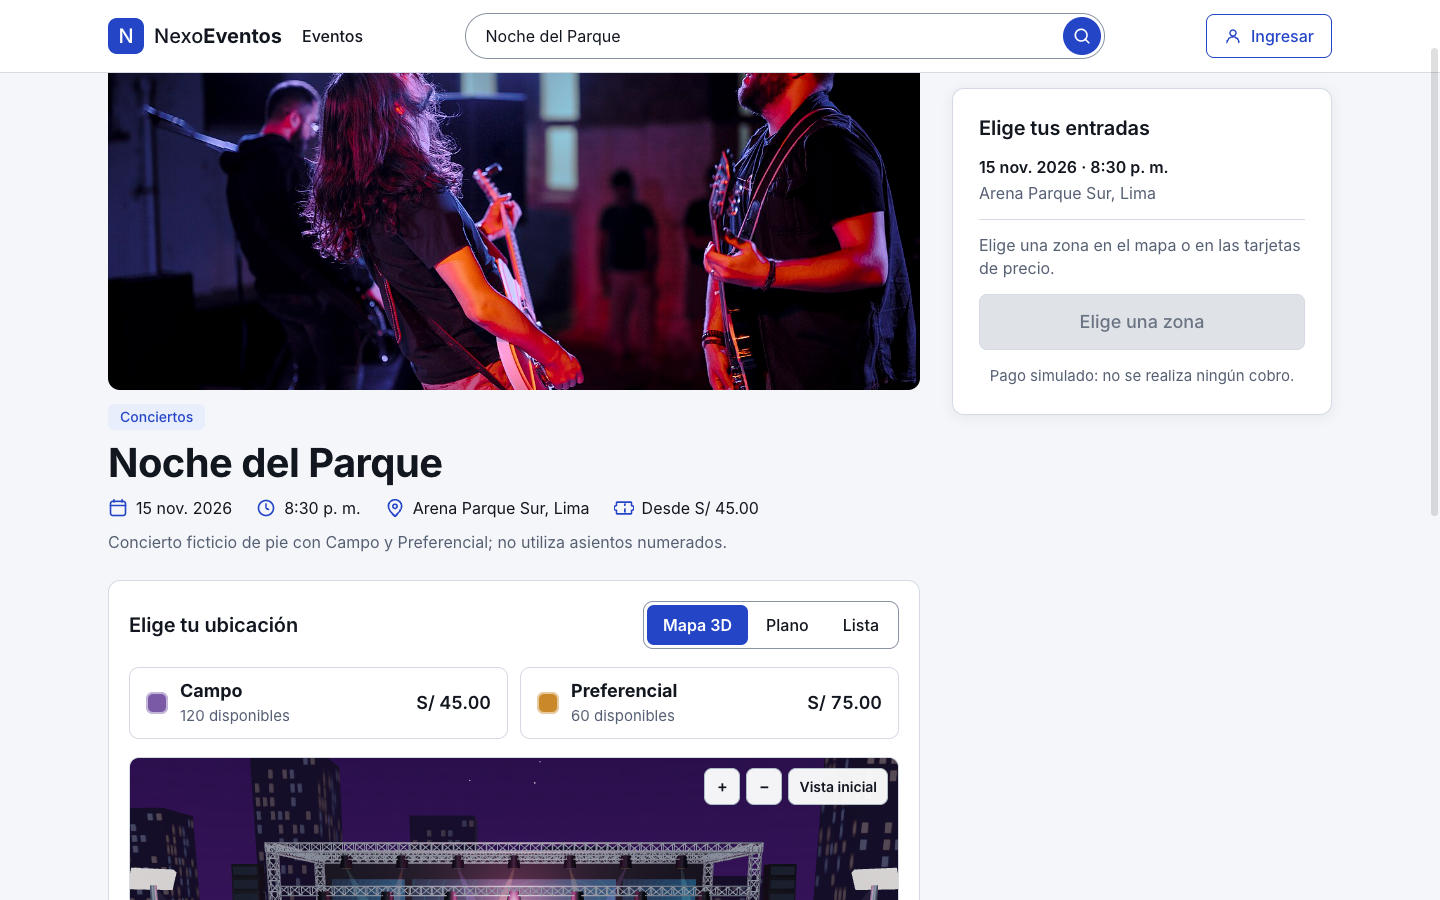 N NexoEventos
Eventos
Noche del Parque
Ingresar
Elige tus entradas
15 nov. 2026 · 8:30 p. m.
Arena Parque Sur, Lima
Elige una zona en el mapa o en las tarjetas
de precio.
Elige una zona
Pago simulado: no se realiza ningún cobro.
Conciertos
Noche del Parque
15 nov. 2026
8:30 p. m.
Arena Parque Sur, Lima
Desde S/ 45.00
Concierto ficticio de pie con Campo y Preferencial; no utiliza asientos numerados.
Elige tu ubicación
Mapa 3D
Plano
Lista
Campo
120 disponibles
S/ 45.00
Preferencial
60 disponibles
S/ 75.00
+
−
Vista inicial